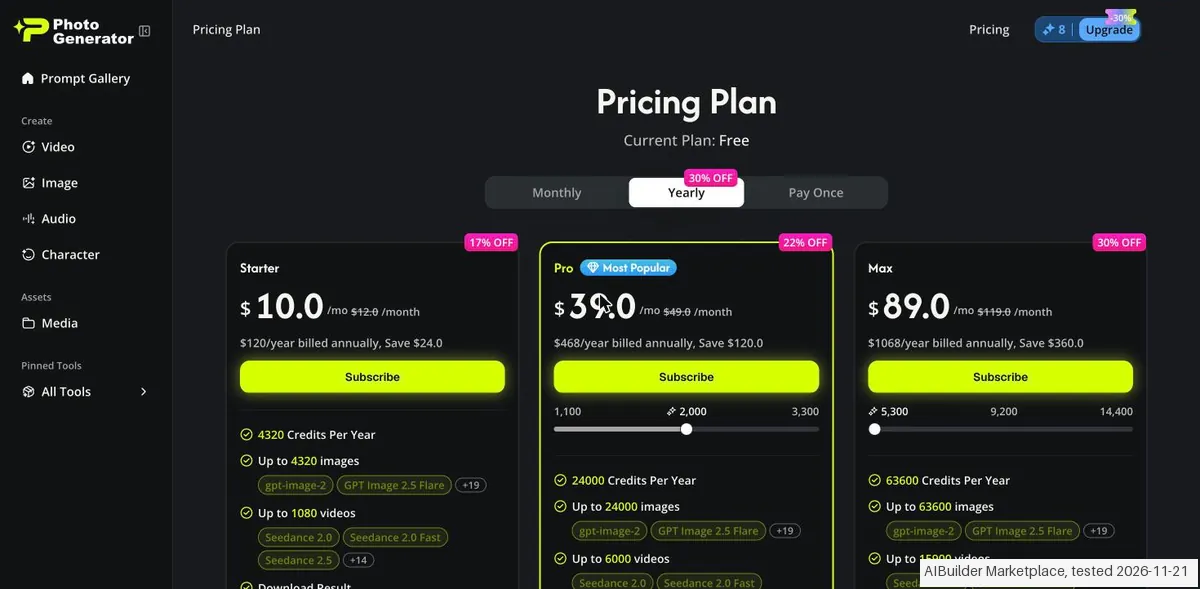 Photo
Generator
Pricing Plan
Pricing
8
Upgrade
-30%
Prompt Gallery
Create
Video
Image
Audio
Character
Assets
Media
Pinned Tools
All Tools
Pricing Plan
Current Plan: Free
Monthly
Yearly
30% OFF
Pay Once
17% OFF
Starter
$ 10.0 /mo $12.0 /month
$120/year billed annually, Save $24.0
Subscribe
4320 Credits Per Year
Up to 4320 images
gpt-image-2 GPT Image 2.5 Flare +19
Up to 1080 videos
Seedance 2.0 Seedance 2.0 Fast
Seedance 2.5 +14
Download Result
22% OFF
Pro Most Popular
$ 39.0 /mo $49.0 /month
$468/year billed annually, Save $120.0
Subscribe
1,100 2,000 3,300
24000 Credits Per Year
Up to 24000 images
gpt-image-2 GPT Image 2.5 Flare +19
Up to 6000 videos
Seedance 2.0 Seedance 2.0 Fast
30% OFF
Max
$ 89.0 /mo $119.0 /month
$1068/year billed annually, Save $360.0
Subscribe
5,300 9,200 14,400
63600 Credits Per Year
Up to 63600 images
gpt-image-2 GPT Image 2.5 Flare +19
Up to 15900 videos
AIBuilder Marketplace, tested 2026-11-21